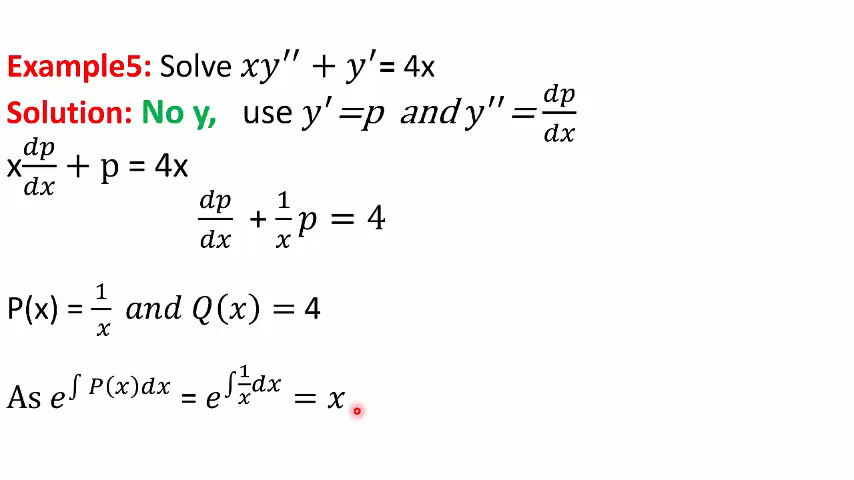 Example5: Solve xy′′ + y′= 4x
Solution: No y, use y′ =p and y′′ = dp/dx
x dp/dx + p = 4x
dp/dx + 1/x p = 4
P(x) = 1/x and Q(x) = 4
As e^∫ P(x)dx = e^∫ 1/x dx = x